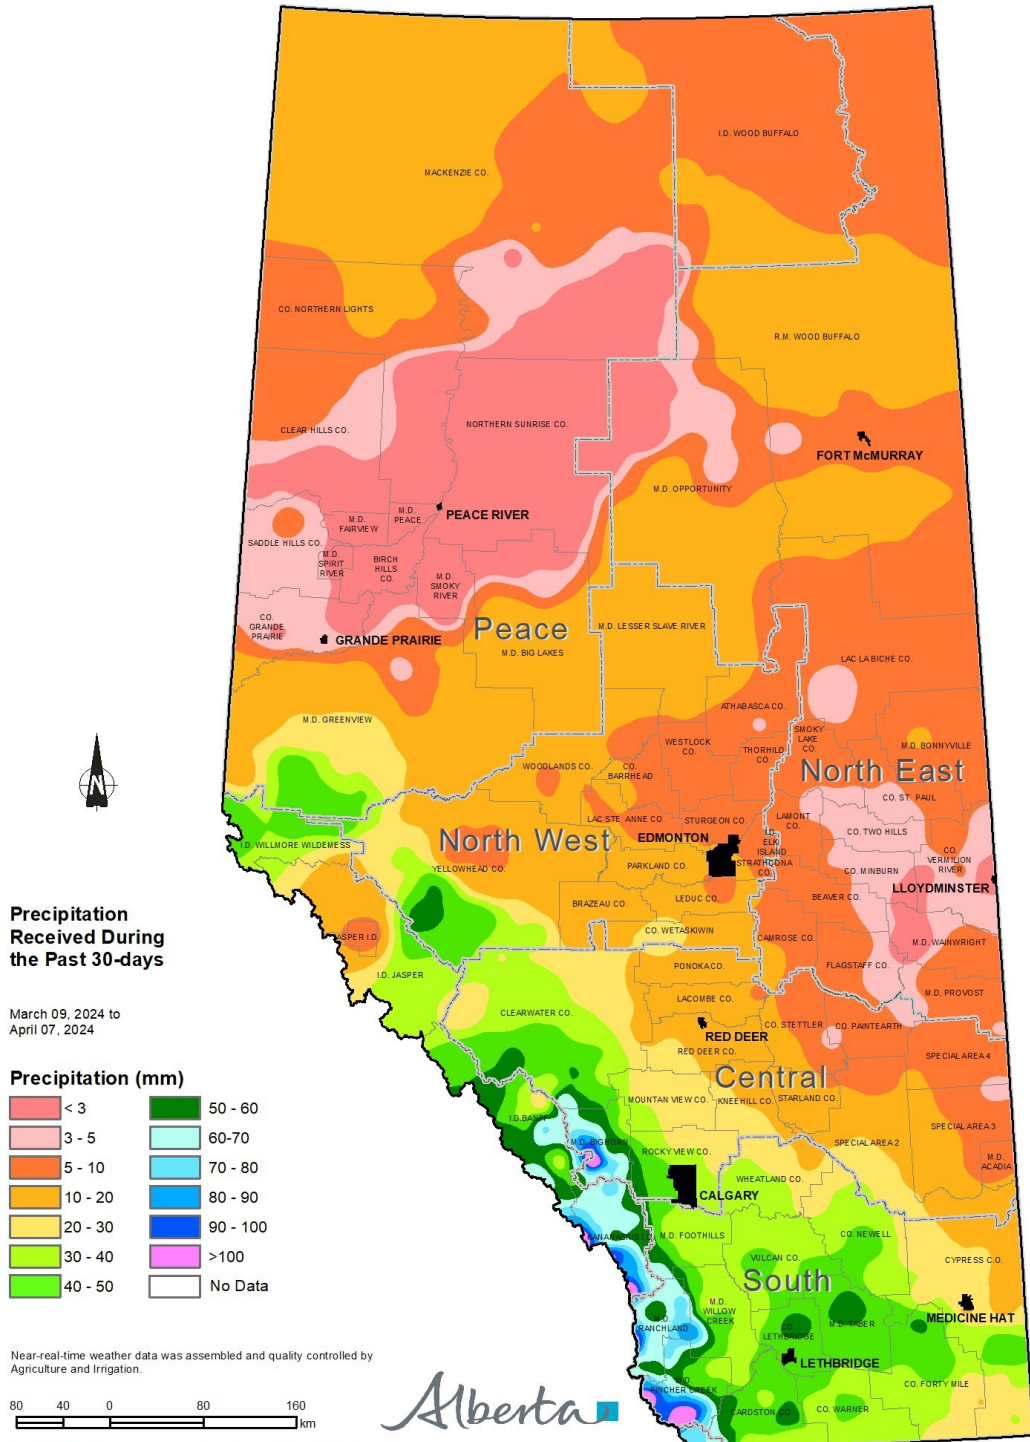 I.D. WOOD BUFFALO
MACKENZIE CO.
CO. NORTHERN LIGHTS
R.M. WOOD BUFFALO
NORTHERN SUNRISE CO.
CLEAR HILLS CO.
FORT McMURRAY
M.D. OPPORTUNITY
M.D.
PEACE
PEACE RIVER
M.D.
FAIRVIEW
SADDLE HILLS CO.
M.D.
SPIRIT
RIVER
BIRCH
HILLS
CO.
M.D.
SMOKY
RIVER
CO.
GRANDE
PRAIRIE
GRANDE PRAIRIE
Peace
M.D. LESSER SLAVE RIVER
M.D. BIG LAKES
LAC LA BICHE CO.
ATHABASCA CO.
M.D. GREENVIEW
SMOKY
LAKE
CO.
WESTLOCK
CO.
THORHILD
CO.
M.D. BONNYVILLE
WOODLANDS CO.
CO.
BARRHEAD
North East
CO. ST. PAUL
LAC STE ANNE CO.
STURGEON CO.
LAMONT
CO.
CO. TWO HILLS
North West
EDMONTON
I.D.
ELK
ISLAND
STRATHCONA
CO.
I.D. WILLMORE WILDERNESS
YELLOWHEAD CO.
PARKLAND CO.
CO. MINBURN
CO.
VERMILION
RIVER
LLOYDMINSTER
BRAZEAU CO.
LEDUC CO.
BEAVER CO.
CO. WETASKIWIN
CAMROSE CO.
M.D. WAINWRIGHT
JASPER I.D.
PONOKA CO.
FLAGSTAFF CO.
I.D. JASPER
M.D. PROVOST
LACOMBE CO.
CLEARWATER CO.
CO. STETTLER
CO. PAINTEARTH
RED DEER
RED DEER CO.
SPECIAL AREA 4
Central
MOUNTAN VIEW CO.
KNEEHILL CO.
STARLAND CO.
I.D. BANFF
SPECIAL AREA 3
M.D. BIGHORN
ROCKY VIEW CO.
SPECIAL AREA 2
M.D.
ACADIA
WHEATLAND CO.
CALGARY
KANANASKIS I.D.
M.D. FOOTHILLS
CO. NEWELL
VULCAN CO.
CYPRESS C.O.
South
M.D.
WILLOW
CREEK
M.D.
RANCHLAND
CO.
LETHBRIDGE
M.D. TABER
MEDICINE HAT
LETHBRIDGE
M.D.
PINCHER CREEK
CO. FORTY MILE
CARDSTON CO.
CO. WARNER
N
Precipitation
Received During
the Past 30-days
March 09, 2024 to
April 07, 2024
Precipitation (mm)
< 3
3 - 5
5 - 10
10 - 20
20 - 30
30 - 40
40 - 50
50 - 60
60-70
70 - 80
80 - 90
90 - 100
>100
No Data
Near-real-time weather data was assembled and quality controlled by
Agriculture and Irrigation.
80 40 0 80 160
km
Alberta